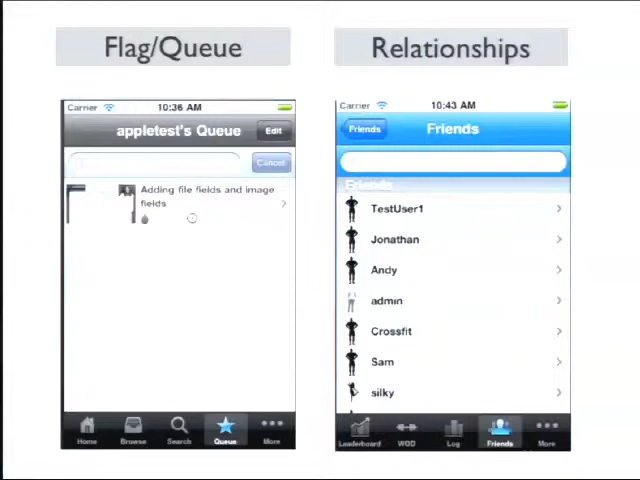 Flag/Queue
Carrier 10:36 AM
appletest's Queue Edit
Cancel
Adding file fields and image
fields
Home Browse Search Queue More
Relationships
Carrier 10:43 AM
Friends Friends
Friends
TestUser1
Jonathan
Andy
admin
Crossfit
Sam
silky
Leaderboard WOD Log Friends More